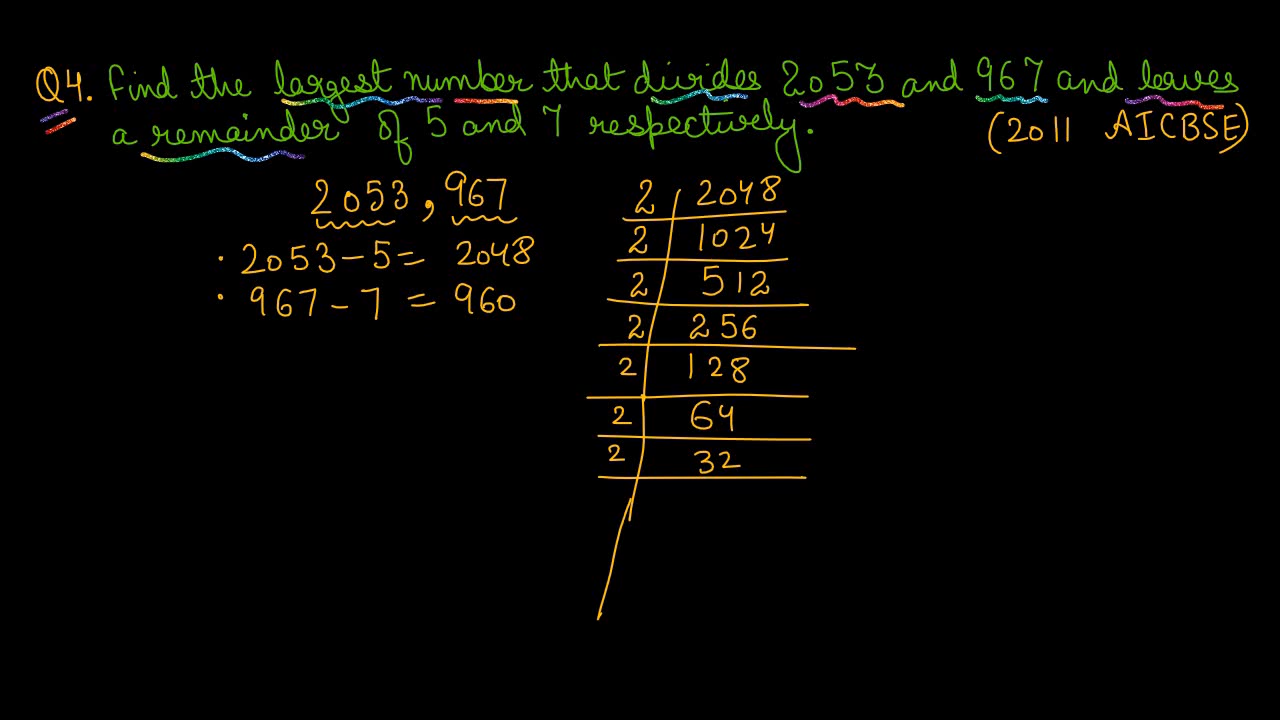 Q4. Find the largest number that divides 2053 and 967 and leaves
a remainder of 5 and 7 respectively.
(2011 AICBSE)
2053, 967
· 2053 - 5 = 2048
· 967 - 7 = 960
2 2048
2 1024
2 512
2 256
2 128
2 64
2 32